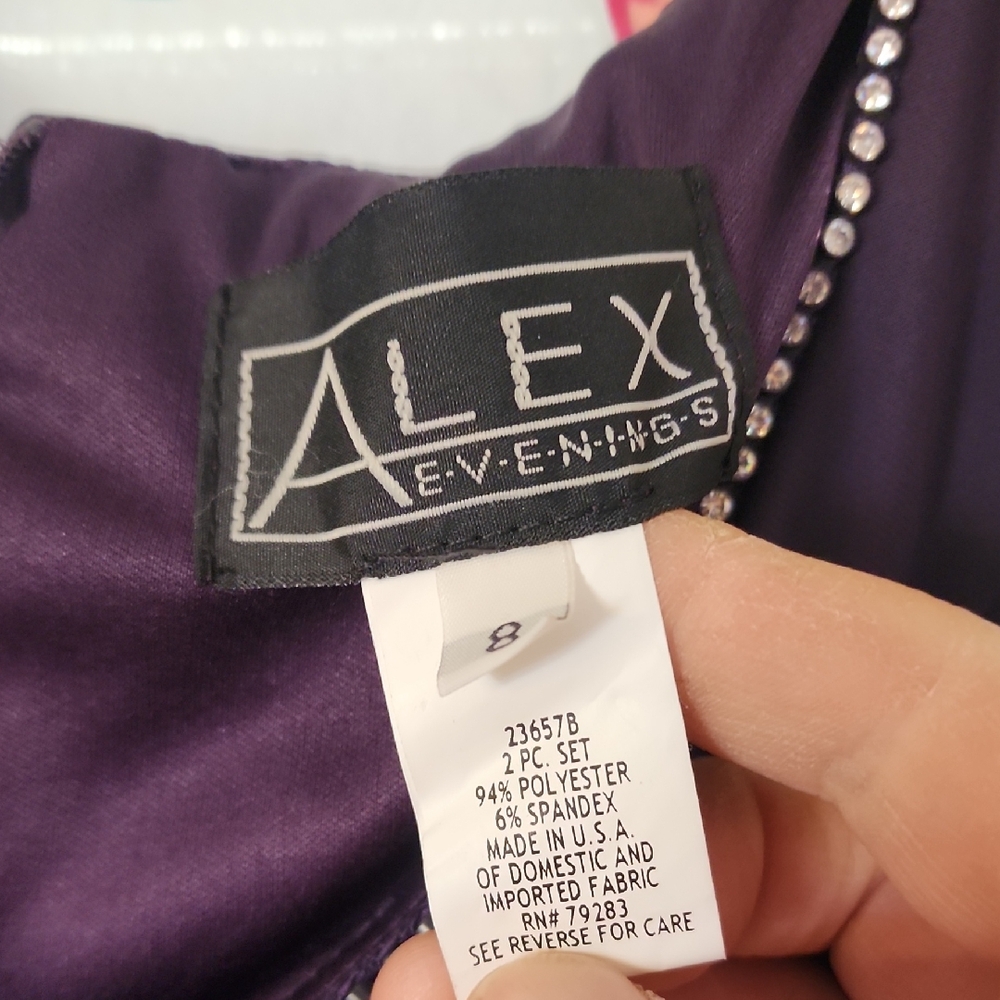 ALEX
E·V·E·N·I·N·G·S
8
23657B
2 PC. SET
94% POLYESTER
6% SPANDEX
MADE IN U.S.A.
OF DOMESTIC AND
IMPORTED FABRIC
RN# 79283
SEE REVERSE FOR CARE